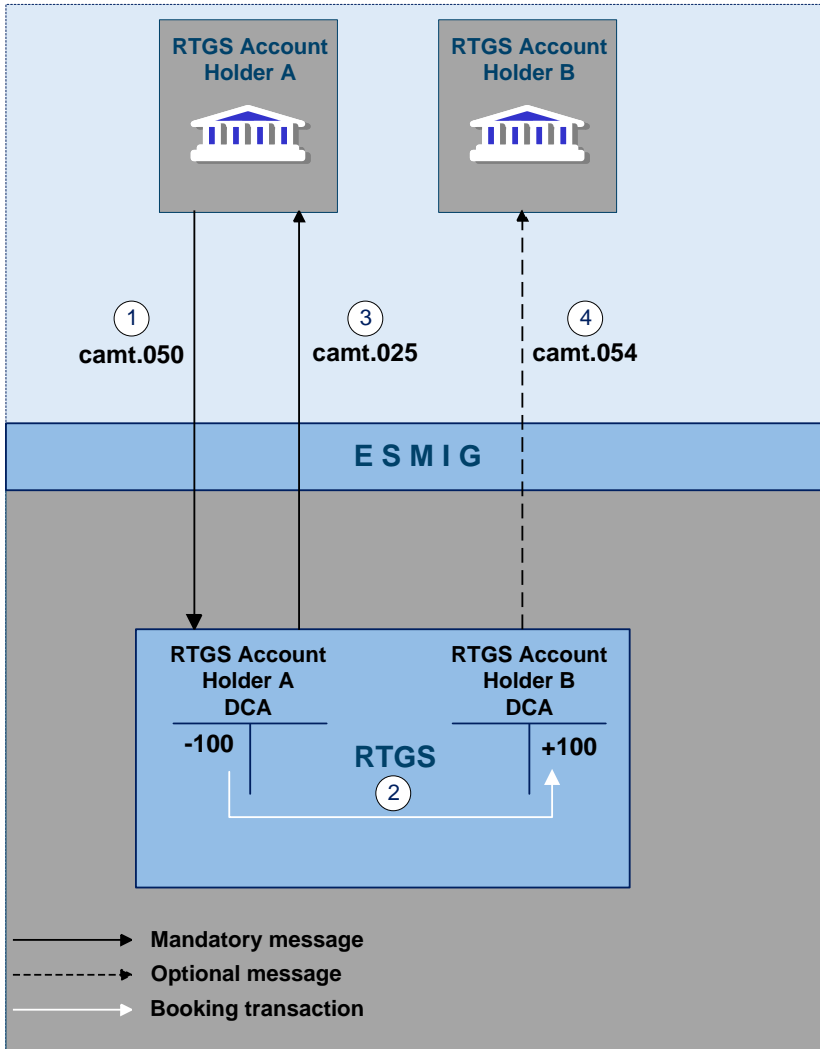 RTGS Account
Holder A
RTGS Account
Holder B
1
camt.050
3
camt.025
4
camt.054
E S M I G
RTGS Account
Holder A
DCA
-100
RTGS Account
Holder B
DCA
+100
RTGS
2
Mandatory message
Optional message
Booking transaction